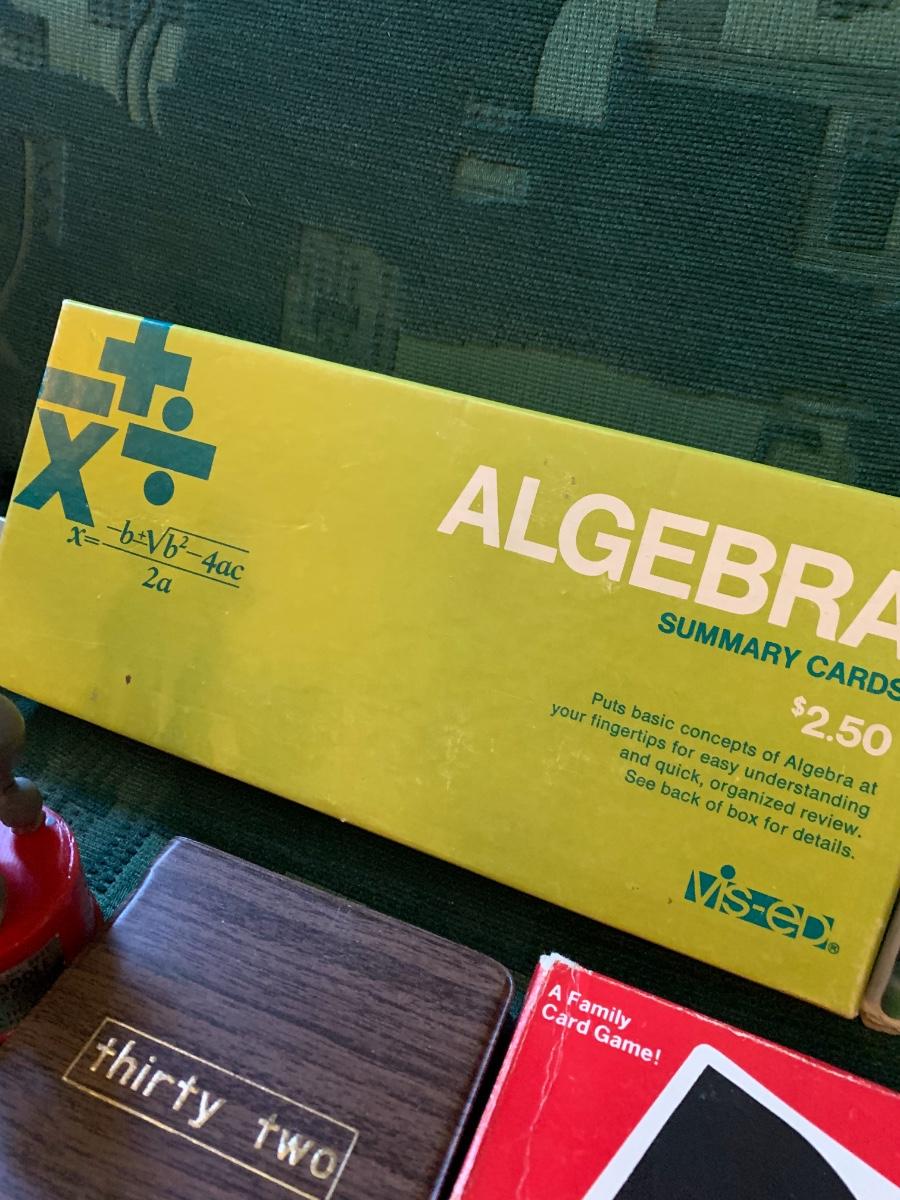 x= -b±√b²-4ac
2a
ALGEBRA
SUMMARY CARDS
$2.50
Puts basic concepts of Algebra at
your fingertips for easy understanding
and quick, organized review.
See back of box for details.
vis-ed®
thirty two
A Family
Card Game!